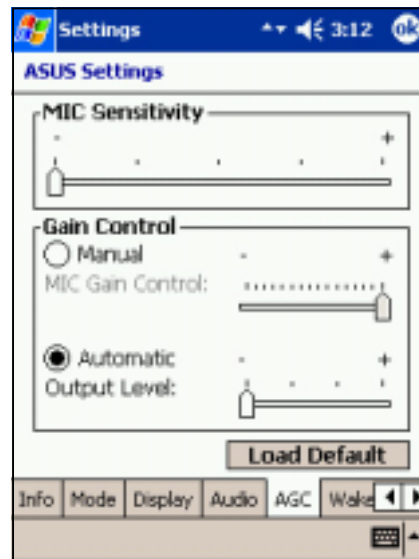 Settings 3:12 ok
ASUS Settings
MIC Sensitivity
- +
Gain Control
Manual - +
MIC Gain Control:
Automatic - +
Output Level:
Load Default
Info Mode Display Audio AGC Wake